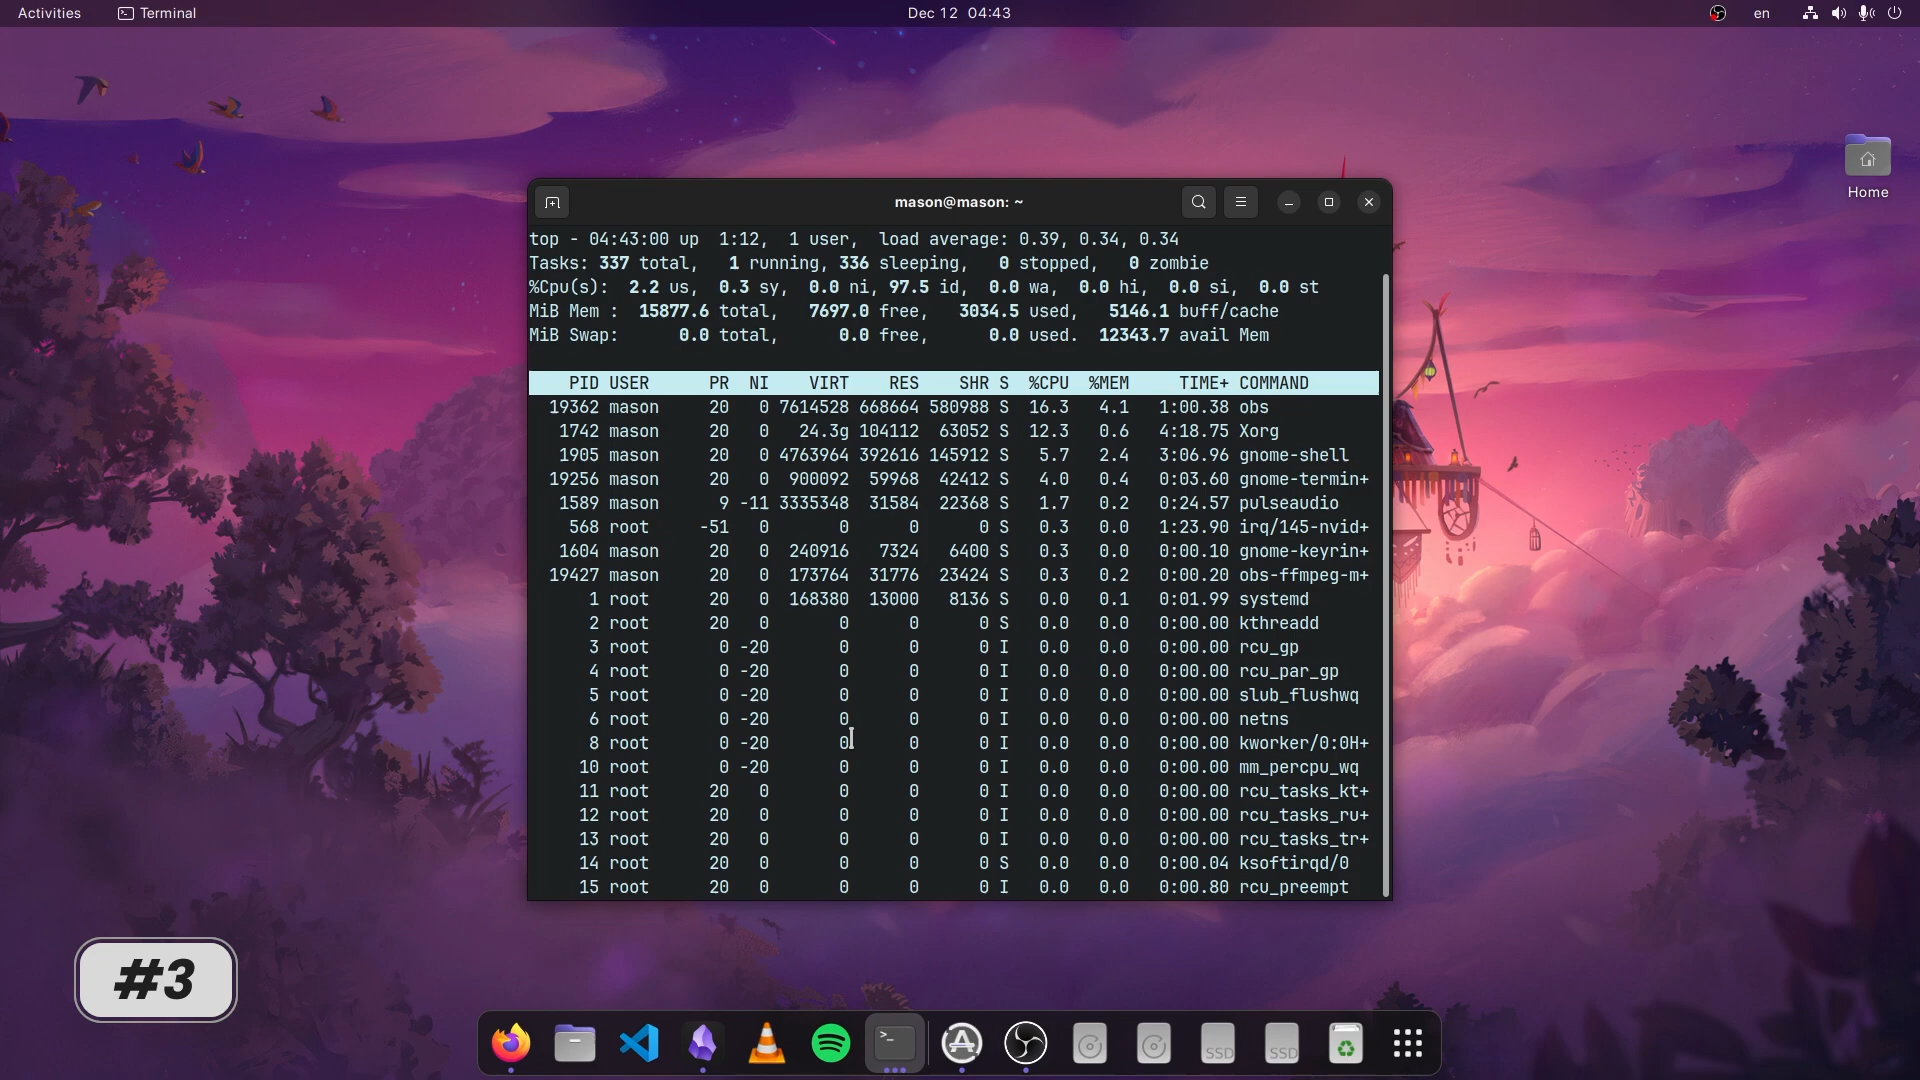 Activities Terminal Dec 12 04:43 en
Home
mason@mason: ~
top - 04:43:00 up  1:12,  1 user,  load average: 0.39, 0.34, 0.34
Tasks: 337 total,   1 running, 336 sleeping,   0 stopped,   0 zombie
%Cpu(s):  2.2 us,  0.3 sy,  0.0 ni, 97.5 id,  0.0 wa,  0.0 hi,  0.0 si,  0.0 st
MiB Mem :  15877.6 total,   7697.0 free,   3034.5 used,   5146.1 buff/cache
MiB Swap:      0.0 total,      0.0 free,      0.0 used.  12343.7 avail Mem
PID USER PR NI VIRT RES SHR S %CPU %MEM TIME+ COMMAND
19362 mason 20 0 7614528 668664 580988 S 16.3 4.1 1:00.38 obs
1742 mason 20 0 24.3g 104112 63052 S 12.3 0.6 4:18.75 Xorg
1905 mason 20 0 4763964 392616 145912 S 5.7 2.4 3:06.96 gnome-shell
19256 mason 20 0 900092 59968 42412 S 4.0 0.4 0:03.60 gnome-termin+
1589 mason 9 -11 3335348 31584 22368 S 1.7 0.2 0:24.57 pulseaudio
568 root -51 0 0 0 0 S 0.3 0.0 1:23.90 irq/145-nvid+
1604 mason 20 0 240916 7324 6400 S 0.3 0.0 0:00.10 gnome-keyrin+
19427 mason 20 0 173764 31776 23424 S 0.3 0.2 0:00.20 obs-ffmpeg-m+
1 root 20 0 168380 13000 8136 S 0.0 0.1 0:01.99 systemd
2 root 20 0 0 0 0 S 0.0 0.0 0:00.00 kthreadd
3 root 0 -20 0 0 0 I 0.0 0.0 0:00.00 rcu_gp
4 root 0 -20 0 0 0 I 0.0 0.0 0:00.00 rcu_par_gp
5 root 0 -20 0 0 0 I 0.0 0.0 0:00.00 slub_flushwq
6 root 0 -20 0 0 0 I 0.0 0.0 0:00.00 netns
8 root 0 -20 0 0 0 I 0.0 0.0 0:00.00 kworker/0:0H+
10 root 0 -20 0 0 0 I 0.0 0.0 0:00.00 mm_percpu_wq
11 root 20 0 0 0 0 I 0.0 0.0 0:00.00 rcu_tasks_kt+
12 root 20 0 0 0 0 I 0.0 0.0 0:00.00 rcu_tasks_ru+
13 root 20 0 0 0 0 I 0.0 0.0 0:00.00 rcu_tasks_tr+
14 root 20 0 0 0 0 S 0.0 0.0 0:00.04 ksoftirqd/0
15 root 20 0 0 0 0 I 0.0 0.0 0:00.80 rcu_preempt
#3
SSD SSD